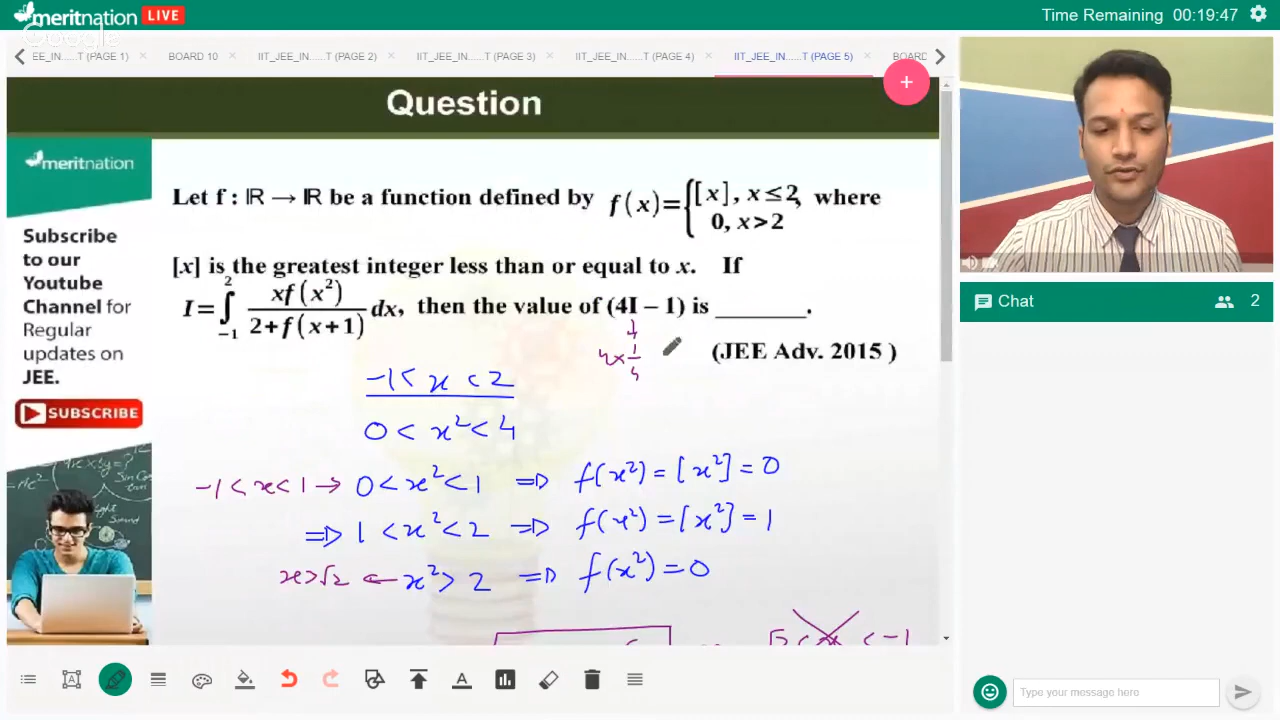 meritnation LIVE
Google
Time Remaining 00:19:47
EE_IN......T (PAGE 1) × BOARD 10 × IIT_JEE_IN......T (PAGE 2) × IIT_JEE_IN......T (PAGE 3) × IIT_JEE_IN......T (PAGE 4) × IIT_JEE_IN......T (PAGE 5) × BOARD
Question
meritnation
Let f : ℝ → ℝ be a function defined by f(x)={[x], x≤2, where
0, x>2
[x] is the greatest integer less than or equal to x. If
I=∫_{-1}^{2} xf(x²)/(2+f(x+1)) dx, then the value of (4I – 1) is ______.
4×1/4
(JEE Adv. 2015 )
-1< x <2
0 < x² < 4
-1<x<1 → 0<x²<1 ⇒ f(x²) = [x²] = 0
⇒ 1 <x²< 2 ⇒ f(x²) = [x²] = 1
x>√2 ← x²> 2 ⇒ f(x²) = 0
<-1
Subscribe
to our
Youtube
Channel for
Regular
updates on
JEE.
SUBSCRIBE
Chat 2
Type your message here